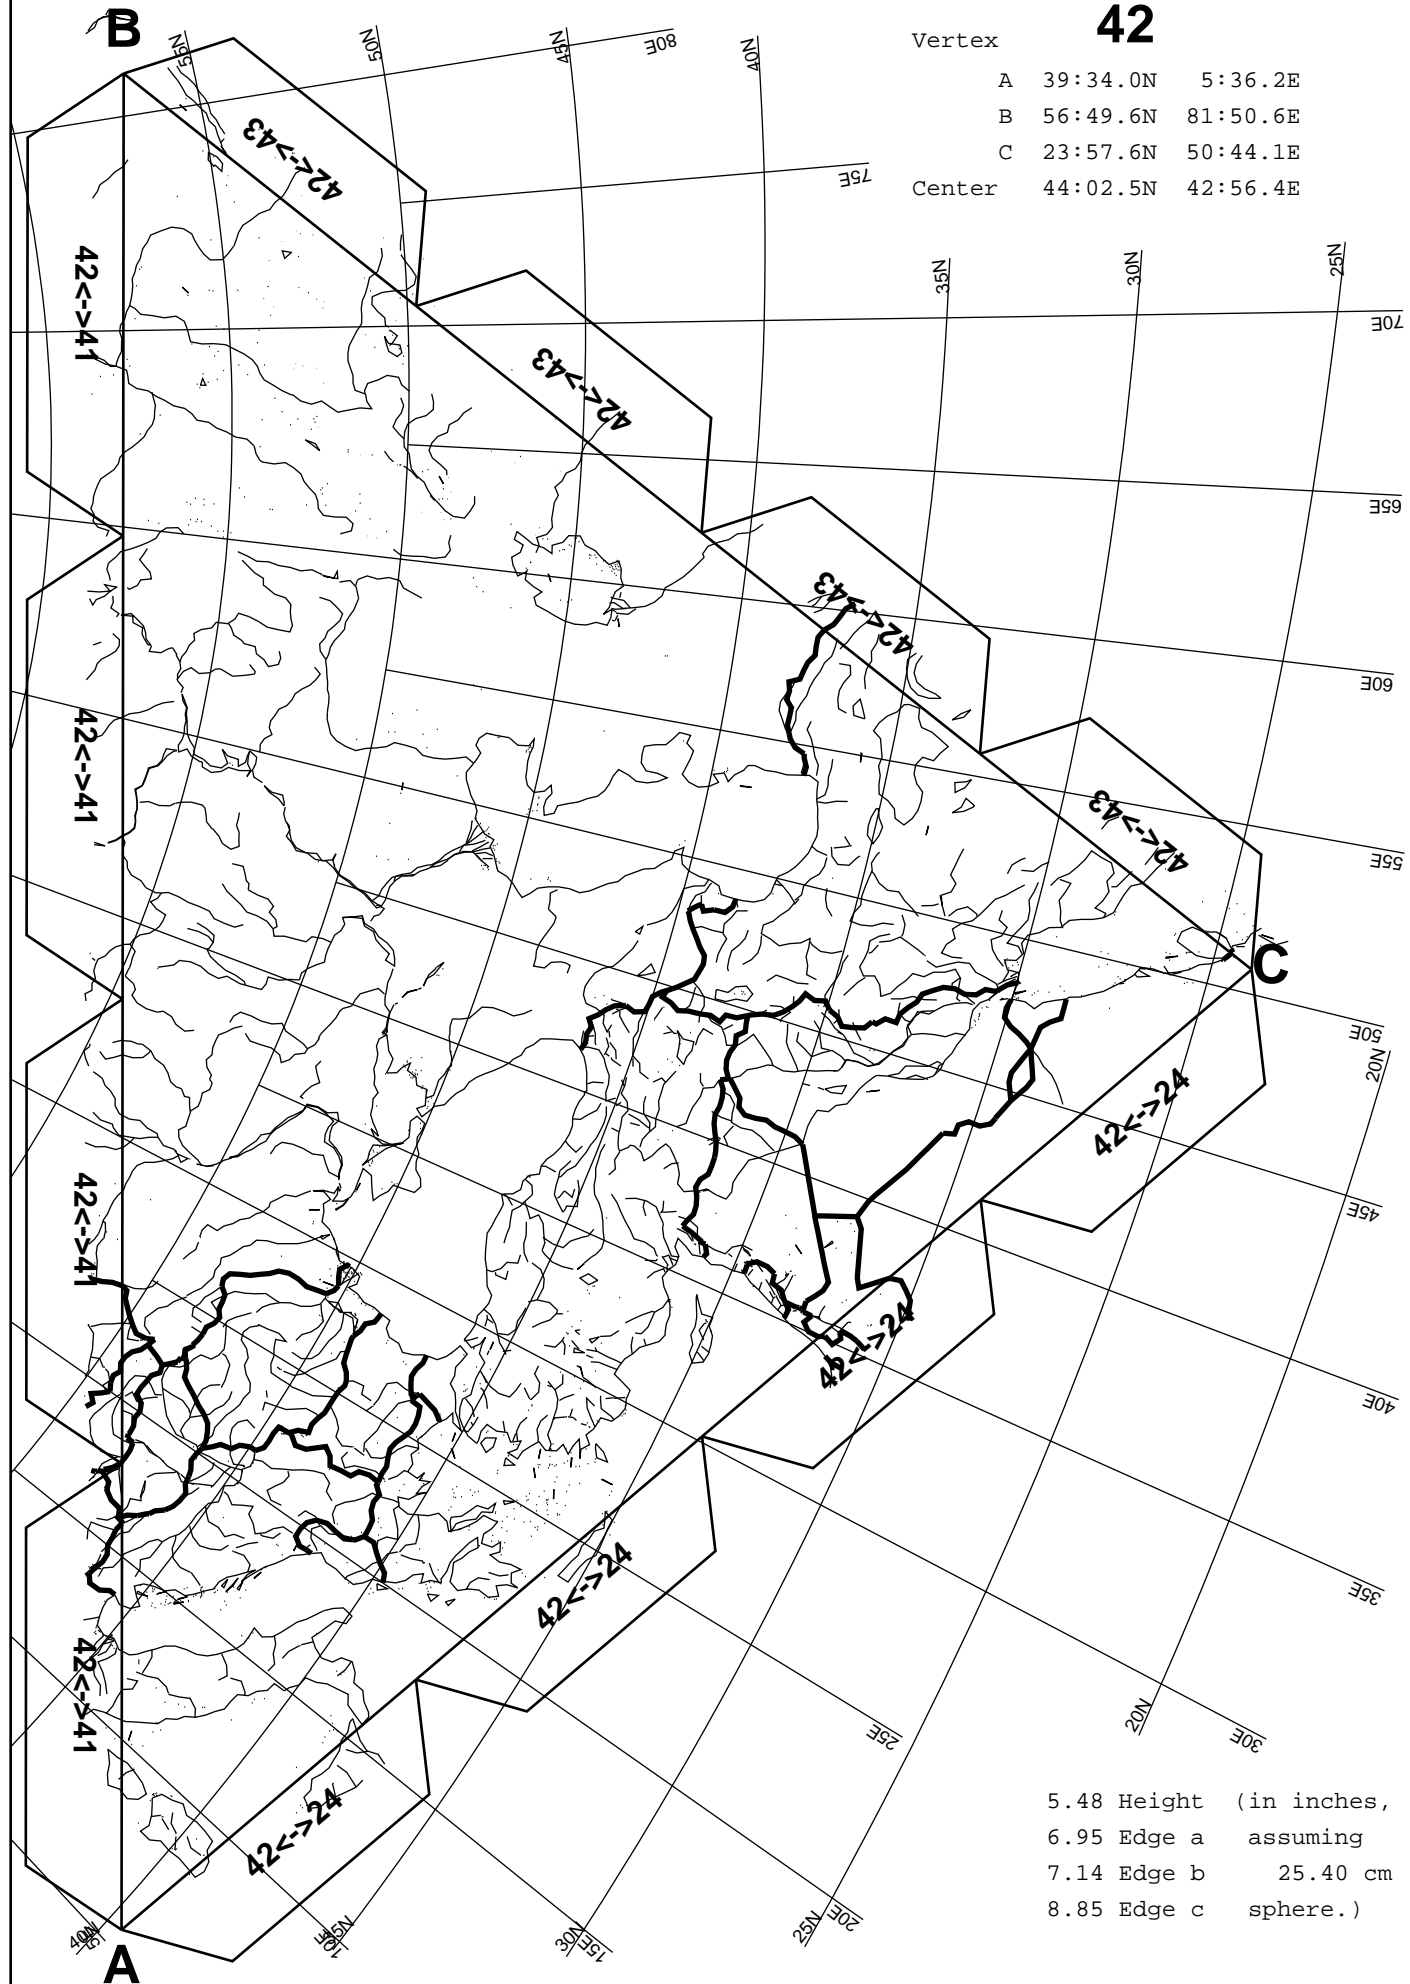 B
55N
50N
45N
80E
40N
42
Vertex
A 39:34.0N 5:36.2E
B 56:49.6N 81:50.6E
C 23:57.6N 50:44.1E
Center 44:02.5N 42:56.4E
42<->43
75E
42<->41
35N
30N
25N
70E
42<->43
65E
42<->43
60E
42<->41
42<->43
55E
C
50E
20N
42<->24
45E
42<->41
42<->24
40E
42<->24
35E
42<->41
25E
20N
30E
42<->24
5.48 Height (in inches,
6.95 Edge a assuming
7.14 Edge b 25.40 cm
8.85 Edge c sphere.)
40N
30N
15E
25N
20E
A